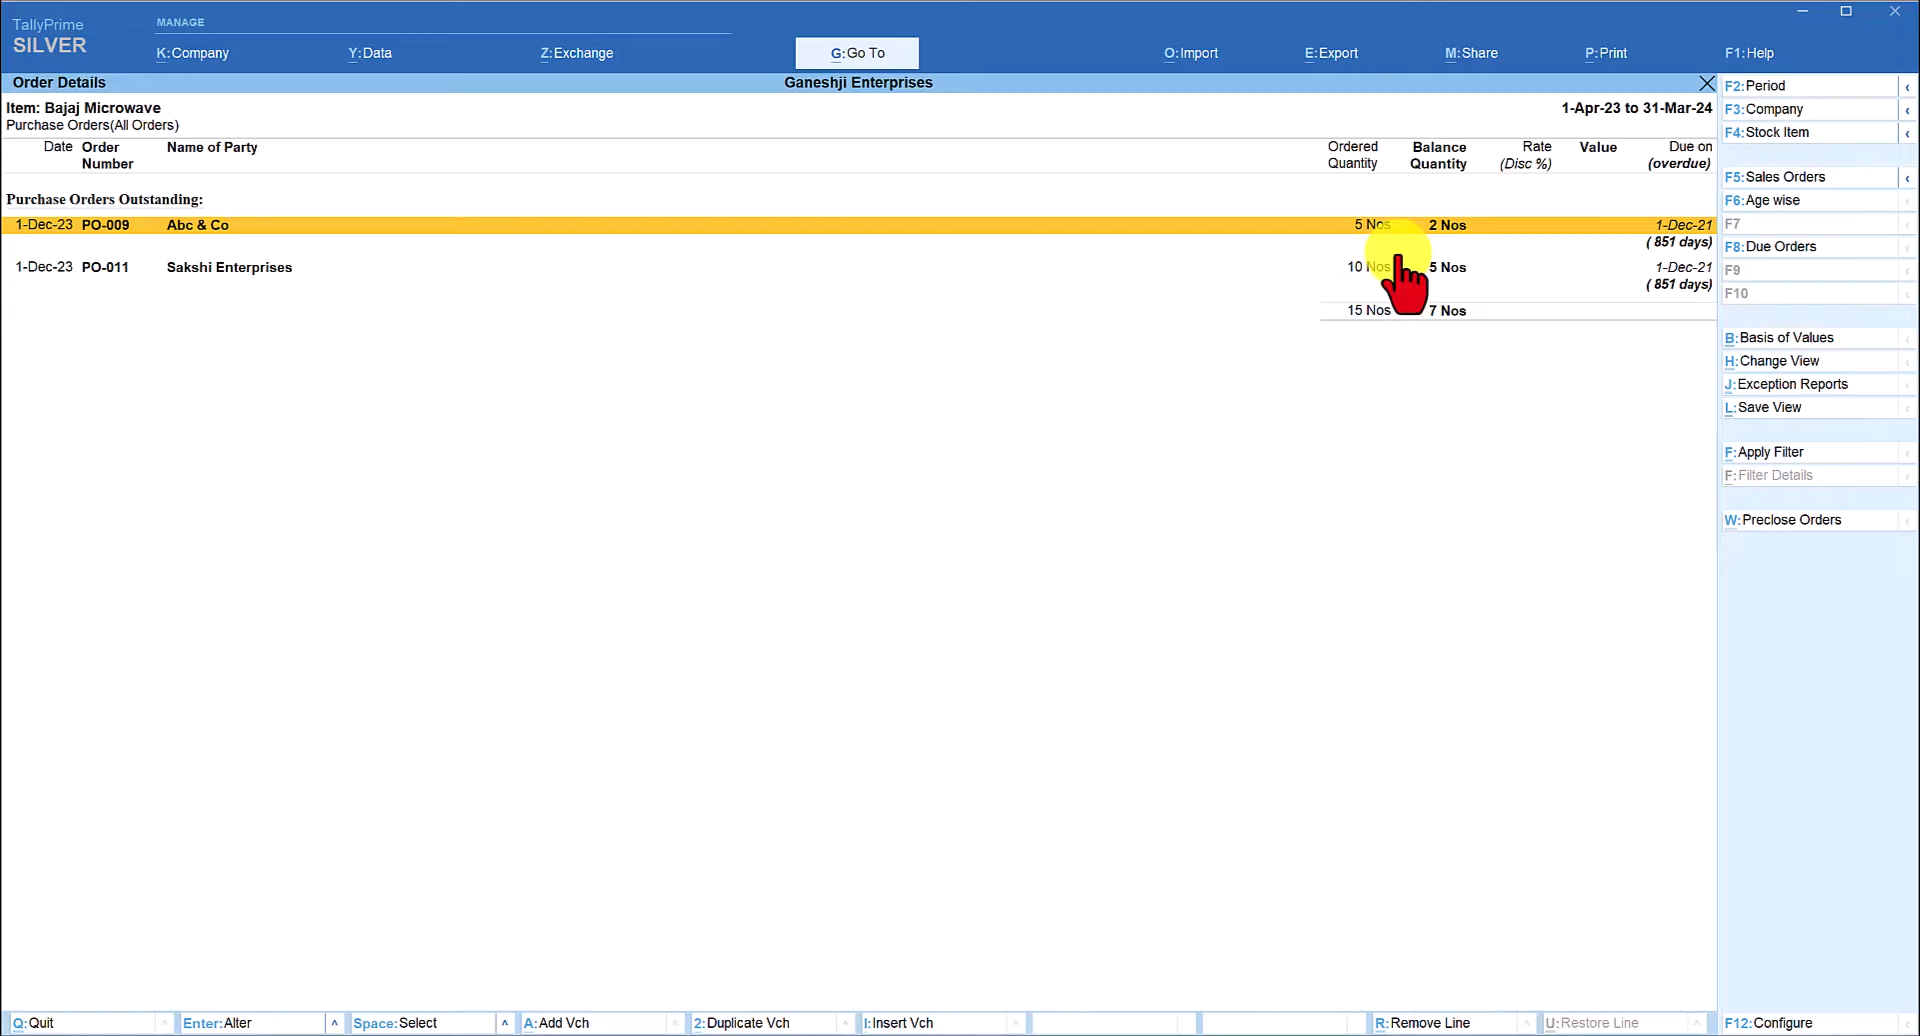 TallyPrime
SILVER
MANAGE
K:Company Y:Data Z:Exchange G:Go To O:Import E:Export M:Share P:Print F1:Help
Order Details Ganeshji Enterprises
Item: Bajaj Microwave 1-Apr-23 to 31-Mar-24
Purchase Orders(All Orders)
Date Order Name of Party Ordered Balance Rate Value Due on
Number Quantity Quantity (Disc %) (overdue)
Purchase Orders Outstanding:
1-Dec-23 PO-009 Abc & Co 5 Nos 2 Nos 1-Dec-21
( 851 days)
1-Dec-23 PO-011 Sakshi Enterprises 10 Nos 5 Nos 1-Dec-21
( 851 days)
15 Nos 7 Nos
F2:Period
F3:Company
F4:Stock Item
F5:Sales Orders
F6:Age wise
F7
F8:Due Orders
F9
F10
B:Basis of Values
H:Change View
J:Exception Reports
L:Save View
F:Apply Filter
F:Filter Details
W:Preclose Orders
Q:Quit Enter:Alter Space:Select A:Add Vch 2:Duplicate Vch I:Insert Vch R:Remove Line U:Restore Line F12:Configure